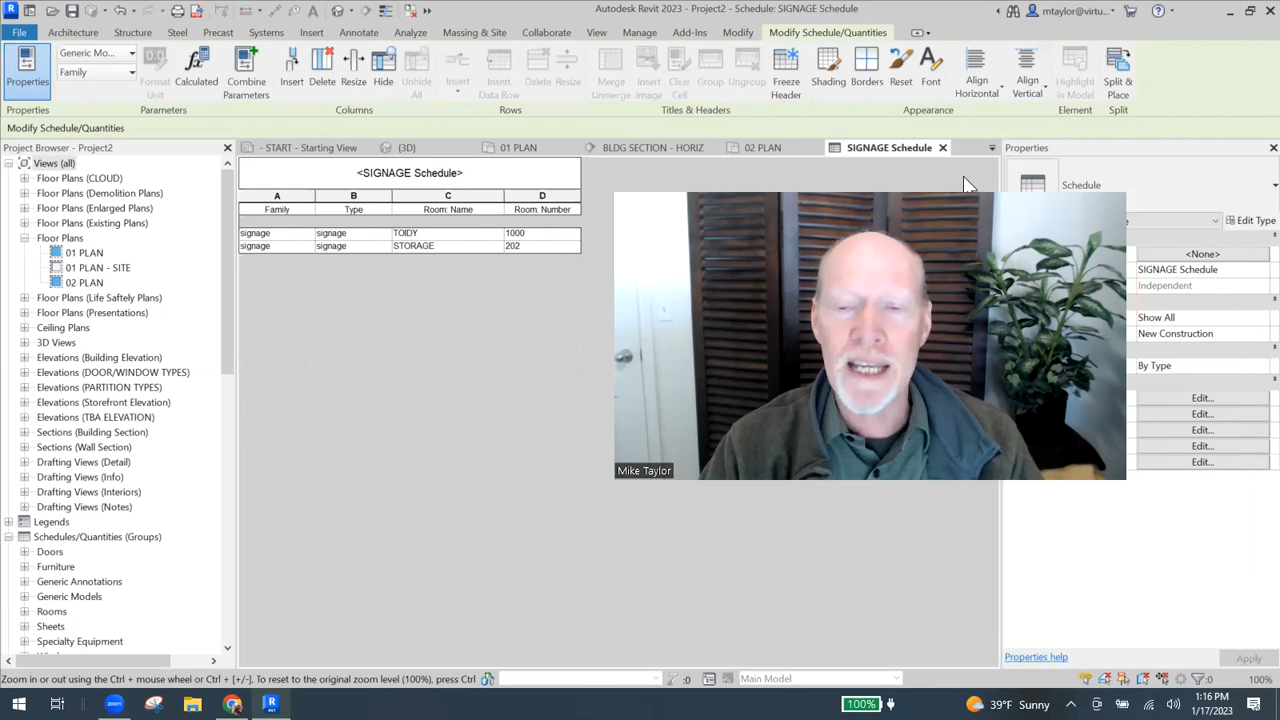 Autodesk Revit 2023 - Project2 - Schedule: SIGNAGE Schedule
mtaylor@virtu...
File Architecture Structure Steel Precast Systems Insert Annotate Analyze Massing & Site Collaborate View Manage Add-Ins Modify Modify Schedule/Quantities
Properties
Generic Mo...
Family
Format Unit
Calculated
Combine Parameters
Insert
Delete
Resize
Hide
Unhide All
Insert
Insert Data Row
Delete
Resize
Merge Unmerge
Insert Image
Clear Cell
Group
Ungroup
Freeze Header
Shading
Borders
Reset
Font
Align Horizontal
Align Vertical
Highlight in Model
Split & Place
Properties Parameters Columns Rows Titles & Headers Appearance Element Split
Modify Schedule/Quantities
Project Browser - Project2
- START - Starting View
{3D}
01 PLAN
BLDG SECTION - HORIZ
02 PLAN
SIGNAGE Schedule
Properties
Views (all)
Floor Plans (CLOUD)
Floor Plans (Demolition Plans)
Floor Plans (Enlarged Plans)
Floor Plans (Existing Plans)
Floor Plans
01 PLAN
01 PLAN - SITE
02 PLAN
Floor Plans (Life Saftely Plans)
Floor Plans (Presentations)
Ceiling Plans
3D Views
Elevations (Building Elevation)
Elevations (DOOR/WINDOW TYPES)
Elevations (PARTITION TYPES)
Elevations (Storefront Elevation)
Elevations (TBA ELEVATION)
Sections (Building Section)
Sections (Wall Section)
Drafting Views (Detail)
Drafting Views (Info)
Drafting Views (Interiors)
Drafting Views (Notes)
Legends
Schedules/Quantities (Groups)
Doors
Furniture
Generic Annotations
Generic Models
Rooms
Sheets
Specialty Equipment
<SIGNAGE Schedule>
A B C D
Family Type Room: Name Room: Number
signage signage TOIDY 1000
signage signage STORAGE 202
Mike Taylor
Schedule
Edit Type
<None>
SIGNAGE Schedule
Independent
Show All
New Construction
By Type
Edit...
Edit...
Edit...
Edit...
Edit...
Properties help
Apply
Zoom in or out using the Ctrl + mouse wheel or Ctrl + [+/-]. To reset to the original zoom level (100%), press Ctrl
:0
Main Model
:0
100%
100%
39°F Sunny
1:16 PM
1/17/2023